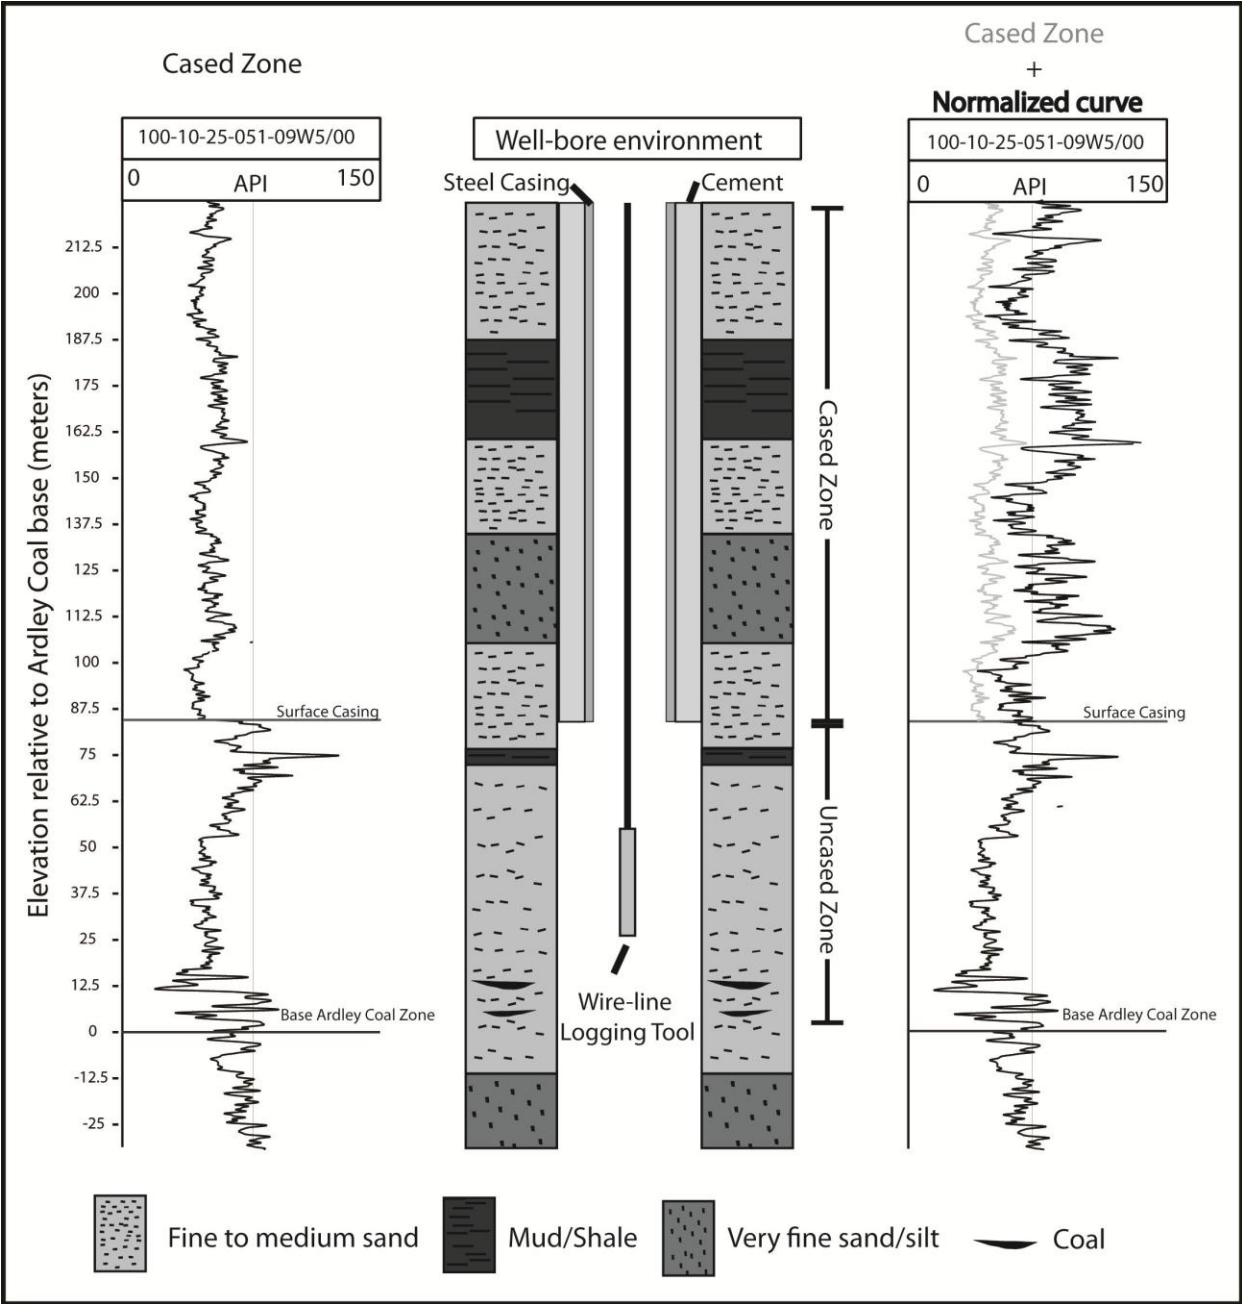 Cased Zone
Cased Zone
+
Normalized curve
100-10-25-051-09W5/00
Well-bore environment
100-10-25-051-09W5/00
0 API 150
Steel Casing
Cement
0 API 150
Elevation relative to Ardley Coal base (meters)
212.5
200
187.5
175
162.5
150
137.5
125
112.5
100
87.5
75
62.5
50
37.5
25
12.5
0
-12.5
-25
Cased Zone
Surface Casing
Surface Casing
Uncased Zone
Wire-line
Logging Tool
Base Ardley Coal Zone
Base Ardley Coal Zone
Fine to medium sand
Mud/Shale
Very fine sand/silt
Coal